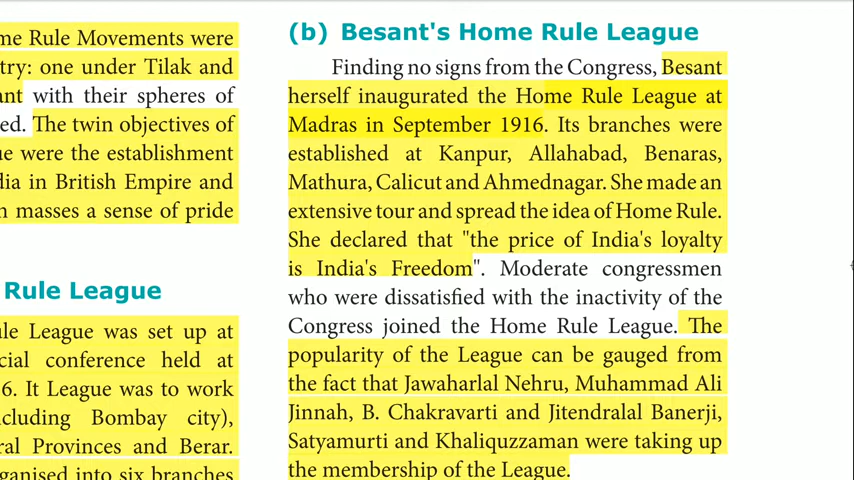 me Rule Movements were
try: one under Tilak and
ant with their spheres of
ed. The twin objectives of
ue were the establishment
dia in British Empire and
n masses a sense of pride
Rule League
ule League was set up at
cial conference held at
6. It League was to work
cluding Bombay city),
ral Provinces and Berar.
ganised into six branches
(b) Besant's Home Rule League
Finding no signs from the Congress, Besant
herself inaugurated the Home Rule League at
Madras in September 1916. Its branches were
established at Kanpur, Allahabad, Benaras,
Mathura, Calicut and Ahmednagar. She made an
extensive tour and spread the idea of Home Rule.
She declared that "the price of India's loyalty
is India's Freedom". Moderate congressmen
who were dissatisfied with the inactivity of the
Congress joined the Home Rule League. The
popularity of the League can be gauged from
the fact that Jawaharlal Nehru, Muhammad Ali
Jinnah, B. Chakravarti and Jitendralal Banerji,
Satyamurti and Khaliquzzaman were taking up
the membership of the League.